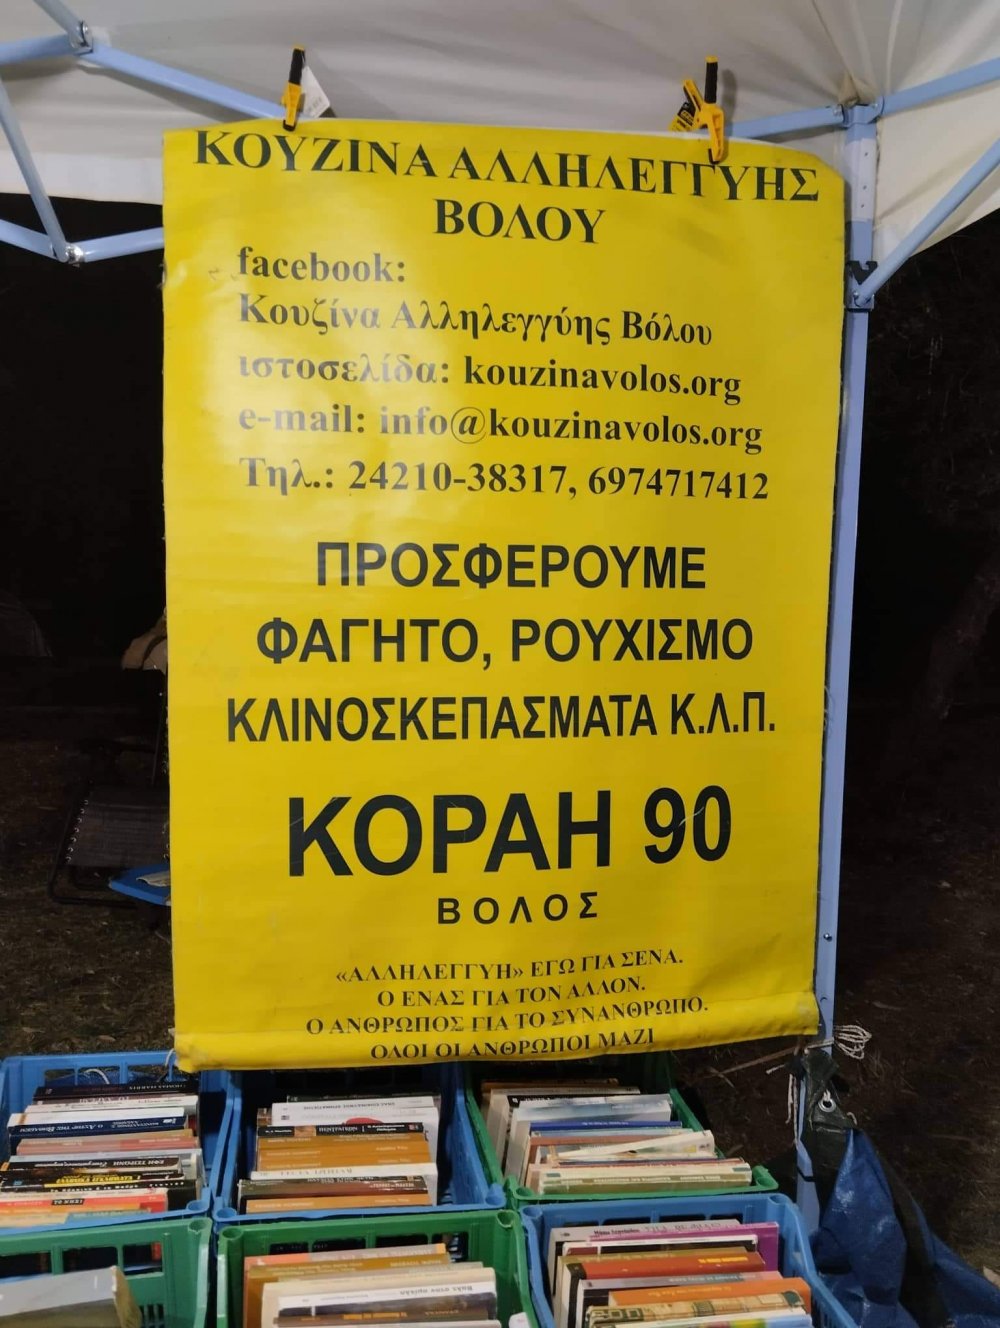 ΚΟΥΖΙΝΑ ΑΛΛΗΛΕΓΓΥΗΣ
ΒΟΛΟΥ
facebook:
Κουζίνα Αλληλεγγύης Βόλου
ιστοσελίδα: kouzinavolos.org
e-mail: info@kouzinavolos.org
Τηλ.: 24210-38317, 6974717412
ΠΡΟΣΦΕΡΟΥΜΕ
ΦΑΓΗΤΟ, ΡΟΥΧΙΣΜΟ
ΚΛΙΝΟΣΚΕΠΑΣΜΑΤΑ Κ.Λ.Π.
ΚΟΡΑΗ 90
ΒΟΛΟΣ
«ΑΛΛΗΛΕΓΓΥΗ» ΕΓΩ ΓΙΑ ΣΕΝΑ.
Ο ΕΝΑΣ ΓΙΑ ΤΟΝ ΑΛΛΟΝ.
Ο ΑΝΘΡΩΠΟΣ ΓΙΑ ΤΟ ΣΥΝΑΝΘΡΩΠΟ.
ΟΛΟΙ ΟΙ ΑΝΘΡΩΠΟΙ ΜΑΖΙ